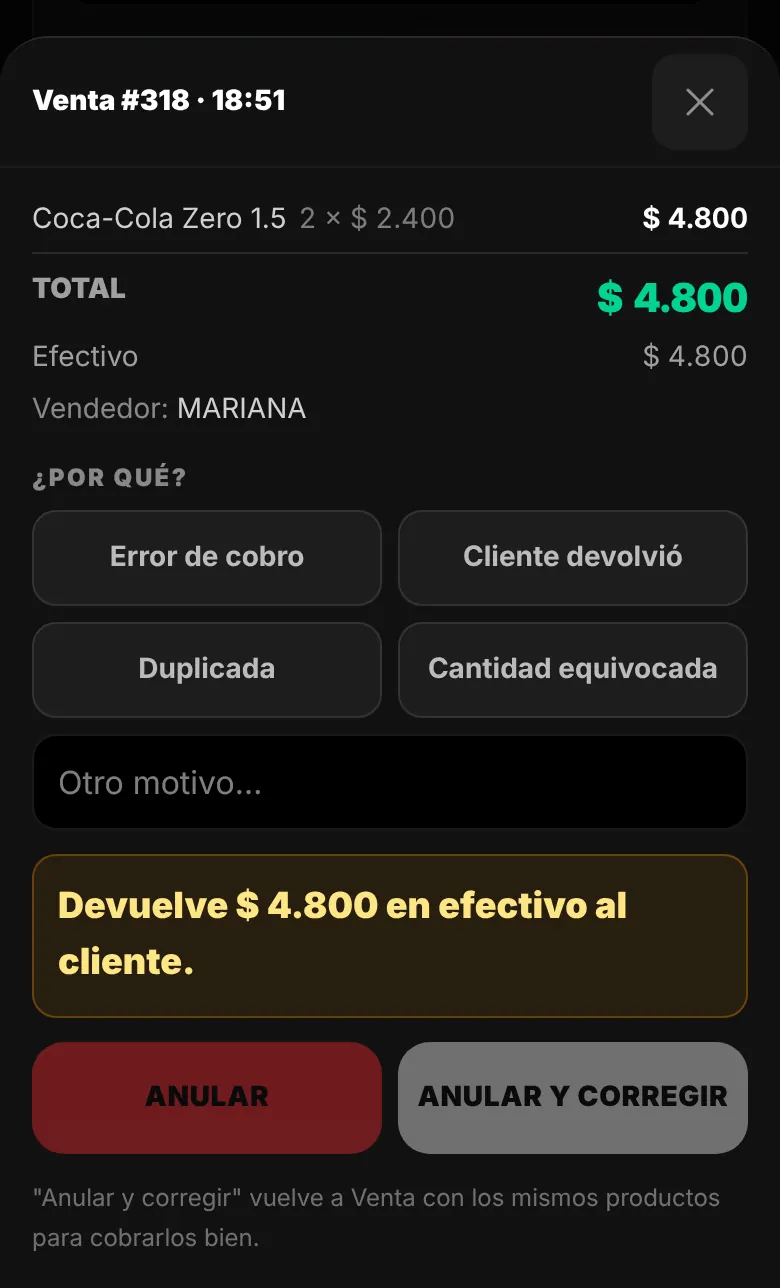 Venta #318 · 18:51
Coca-Cola Zero 1.5 2 × $ 2.400 $ 4.800
TOTAL $ 4.800
Efectivo $ 4.800
Vendedor: MARIANA
¿POR QUÉ?
Error de cobro Cliente devolvió
Duplicada Cantidad equivocada
Otro motivo...
Devuelve $ 4.800 en efectivo al
cliente.
ANULAR ANULAR Y CORREGIR
"Anular y corregir" vuelve a Venta con los mismos productos
para cobrarlos bien.